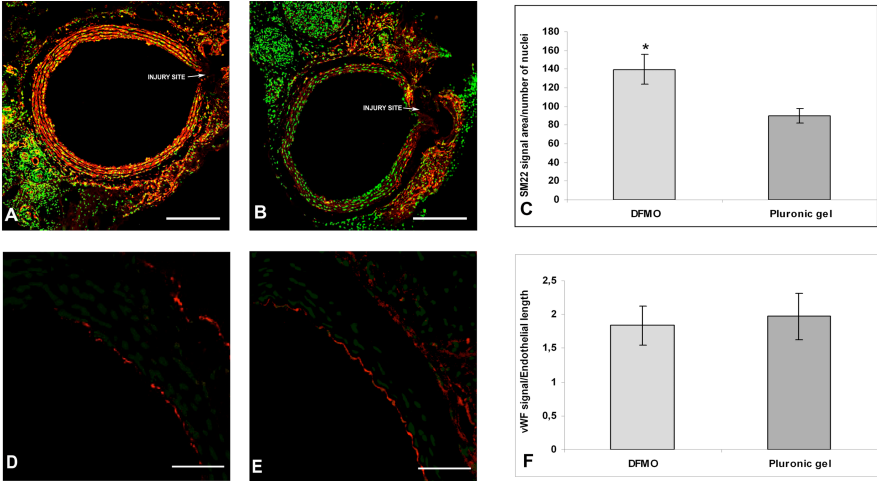 A
INJURY SITE
B
INJURY SITE
C
SM22 signal area/number of nuclei
180
160
140
120
100
80
60
40
20
0
*
DFMO
Pluronic gel
D
E
F
vWF signal/Endothelial length
2,5
2
1,5
1
0,5
0
DFMO
Pluronic gel